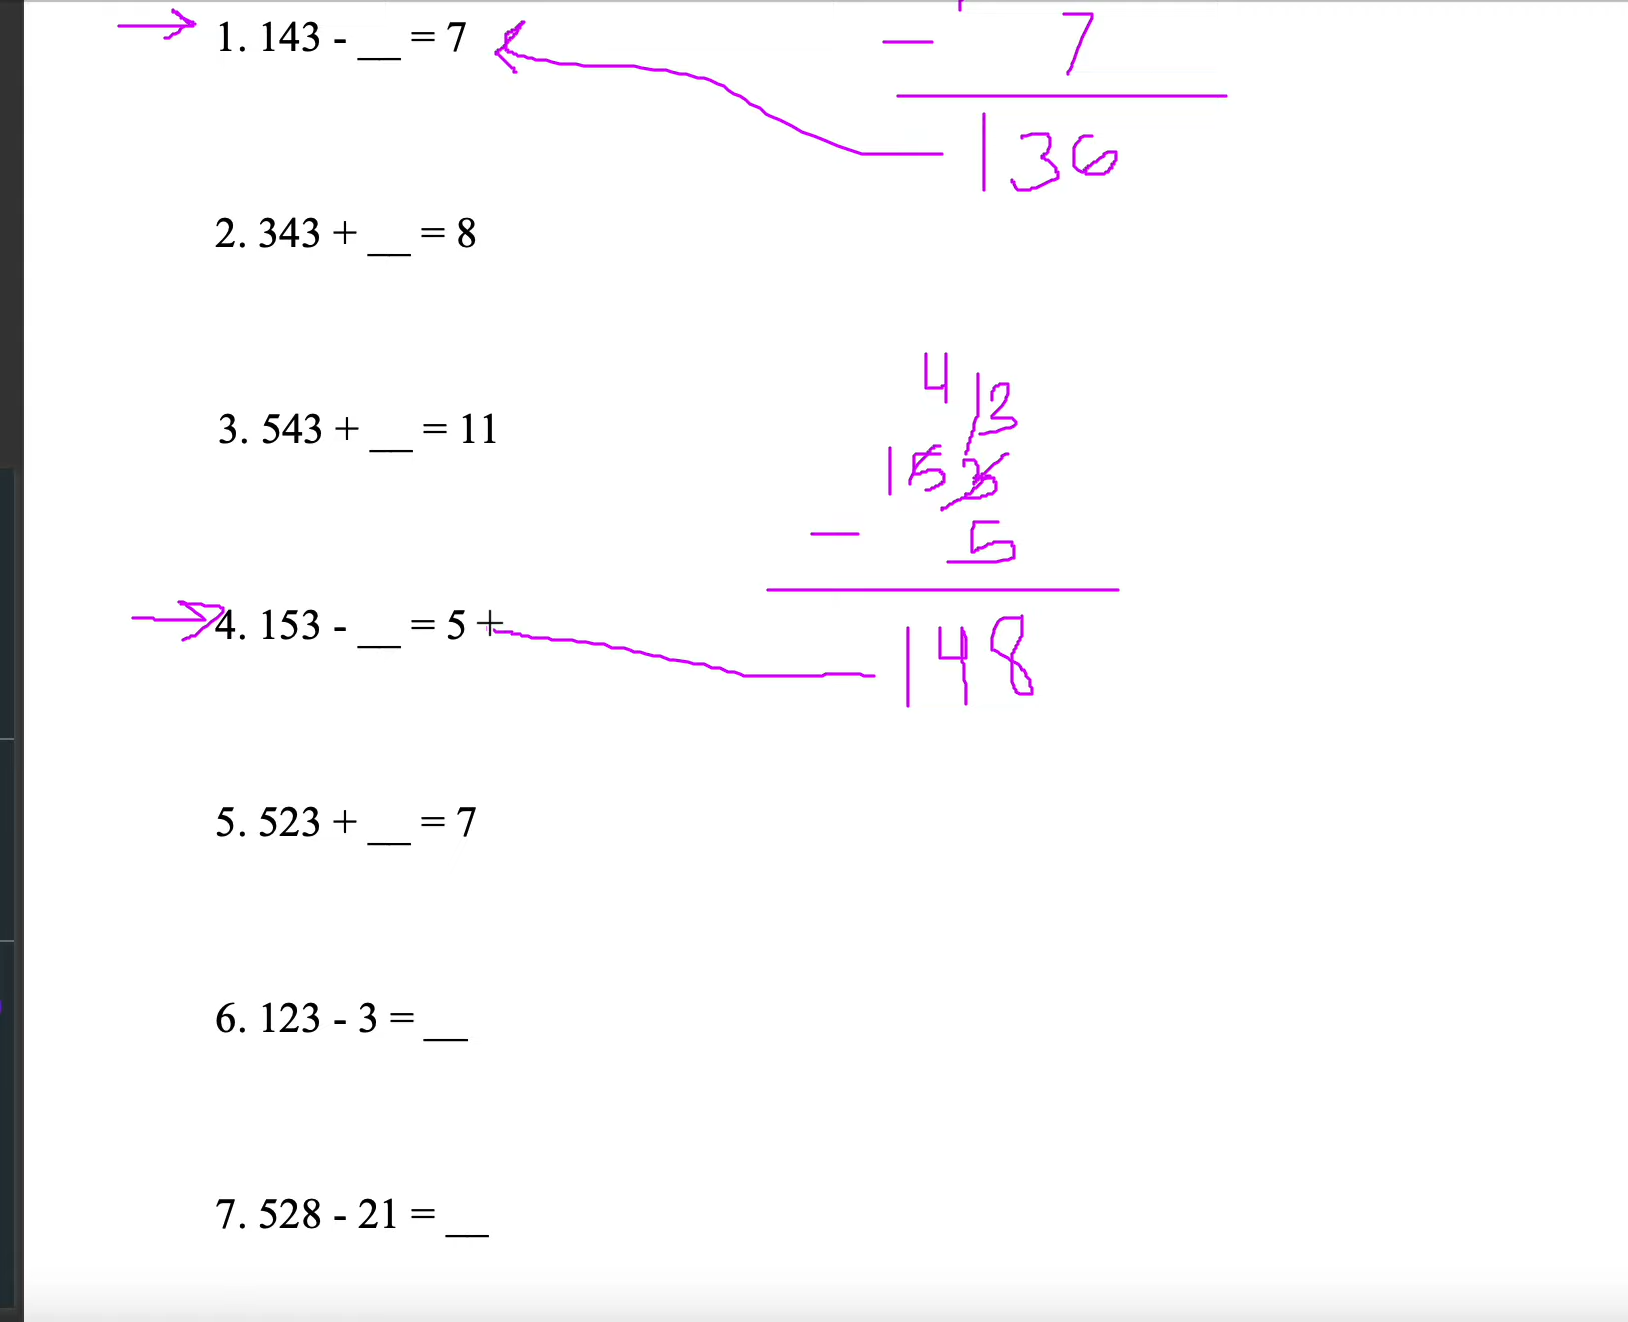 1. 143 - __ = 7
- 7
136
2. 343 + __ = 8
3. 543 + __ = 11
4 12
153
- 5
4. 153 - __ = 5 +
148
5. 523 + __ = 7
6. 123 - 3 = __
7. 528 - 21 = __